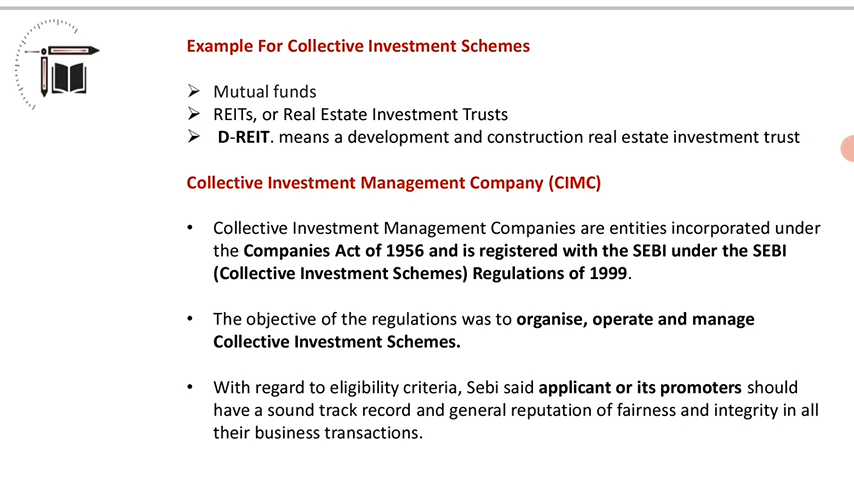 Example For Collective Investment Schemes
➢ Mutual funds
➢ REITs, or Real Estate Investment Trusts
➢ D-REIT. means a development and construction real estate investment trust
Collective Investment Management Company (CIMC)
• Collective Investment Management Companies are entities incorporated under
the Companies Act of 1956 and is registered with the SEBI under the SEBI
(Collective Investment Schemes) Regulations of 1999.
• The objective of the regulations was to organise, operate and manage
Collective Investment Schemes.
• With regard to eligibility criteria, Sebi said applicant or its promoters should
have a sound track record and general reputation of fairness and integrity in all
their business transactions.